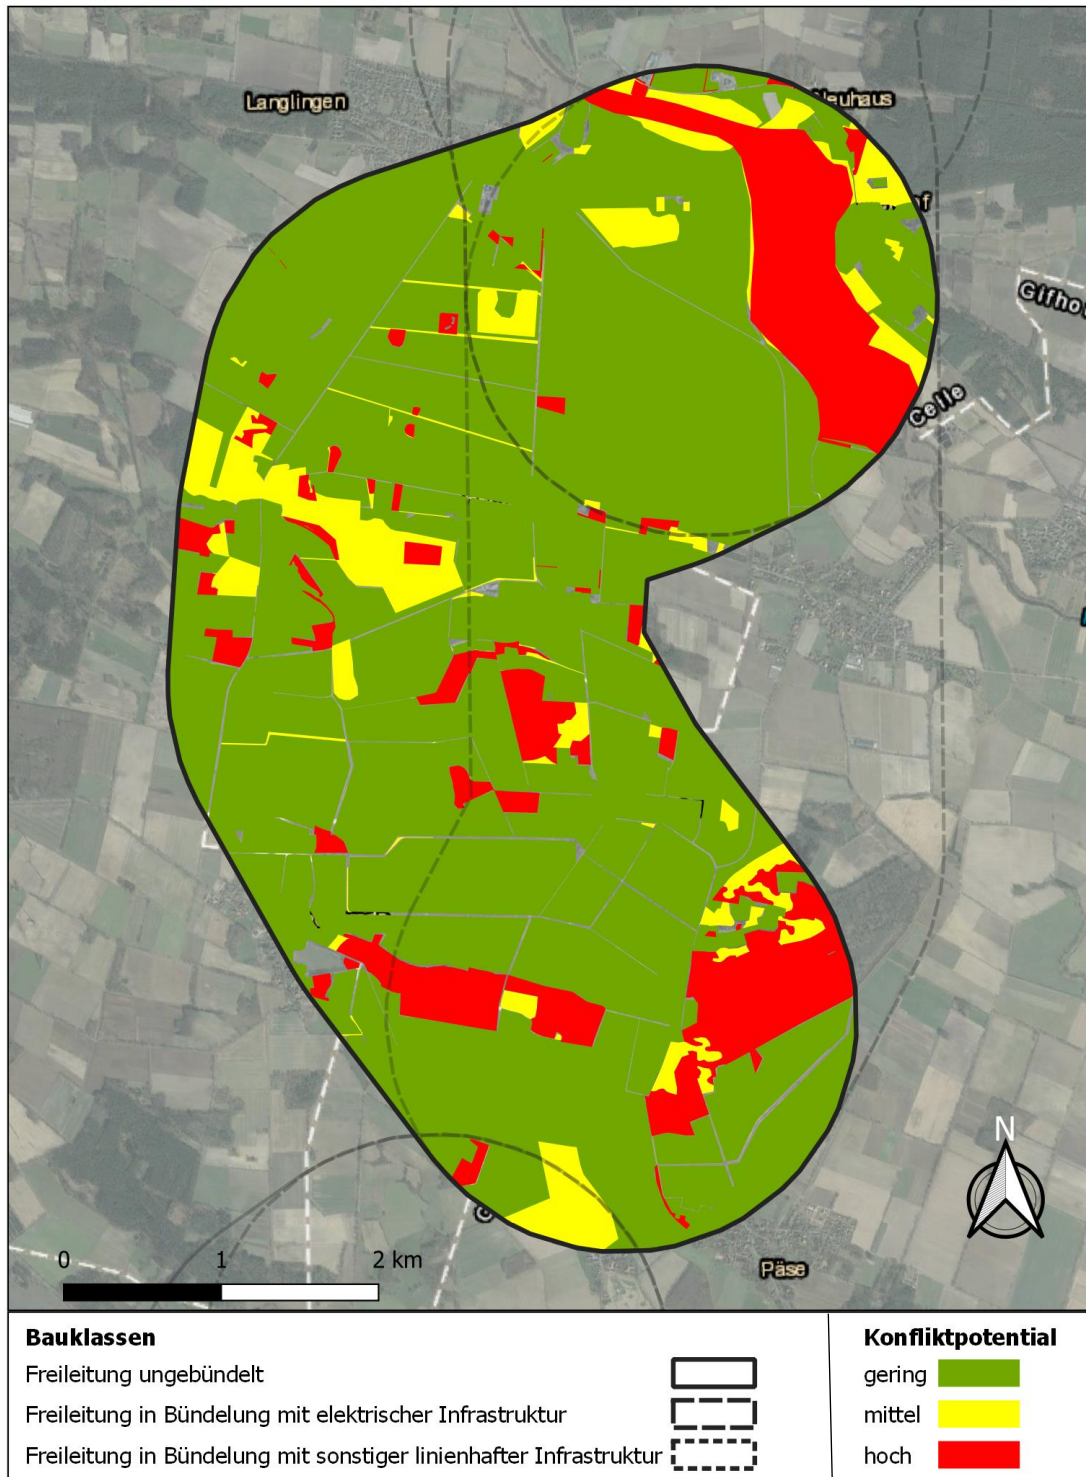 Langlingen
Neuhaus
Gifho
Celle
N
0 1 2 km
Päse
Bauklassen
Freileitung ungebündelt
Freileitung in Bündelung mit elektrischer Infrastruktur
Freileitung in Bündelung mit sonstiger linienhafter Infrastruktur
Konfliktpotential
gering
mittel
hoch